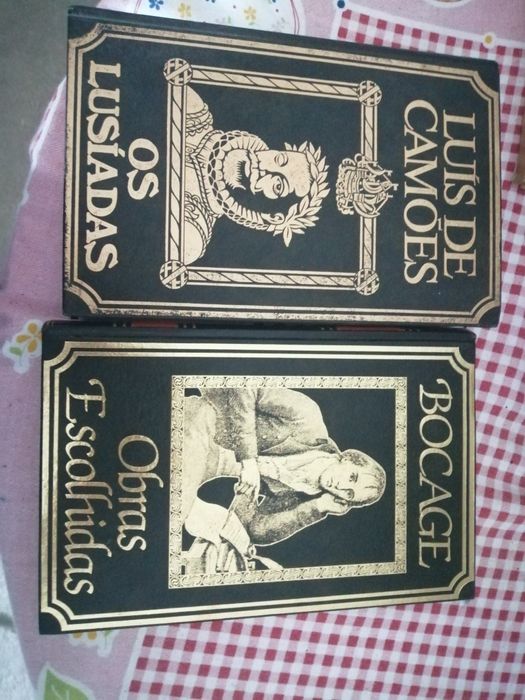 LUÍS DE
CAMÕES
OS
LUSÍADAS
BOCAGE
Obras
Escolhidas